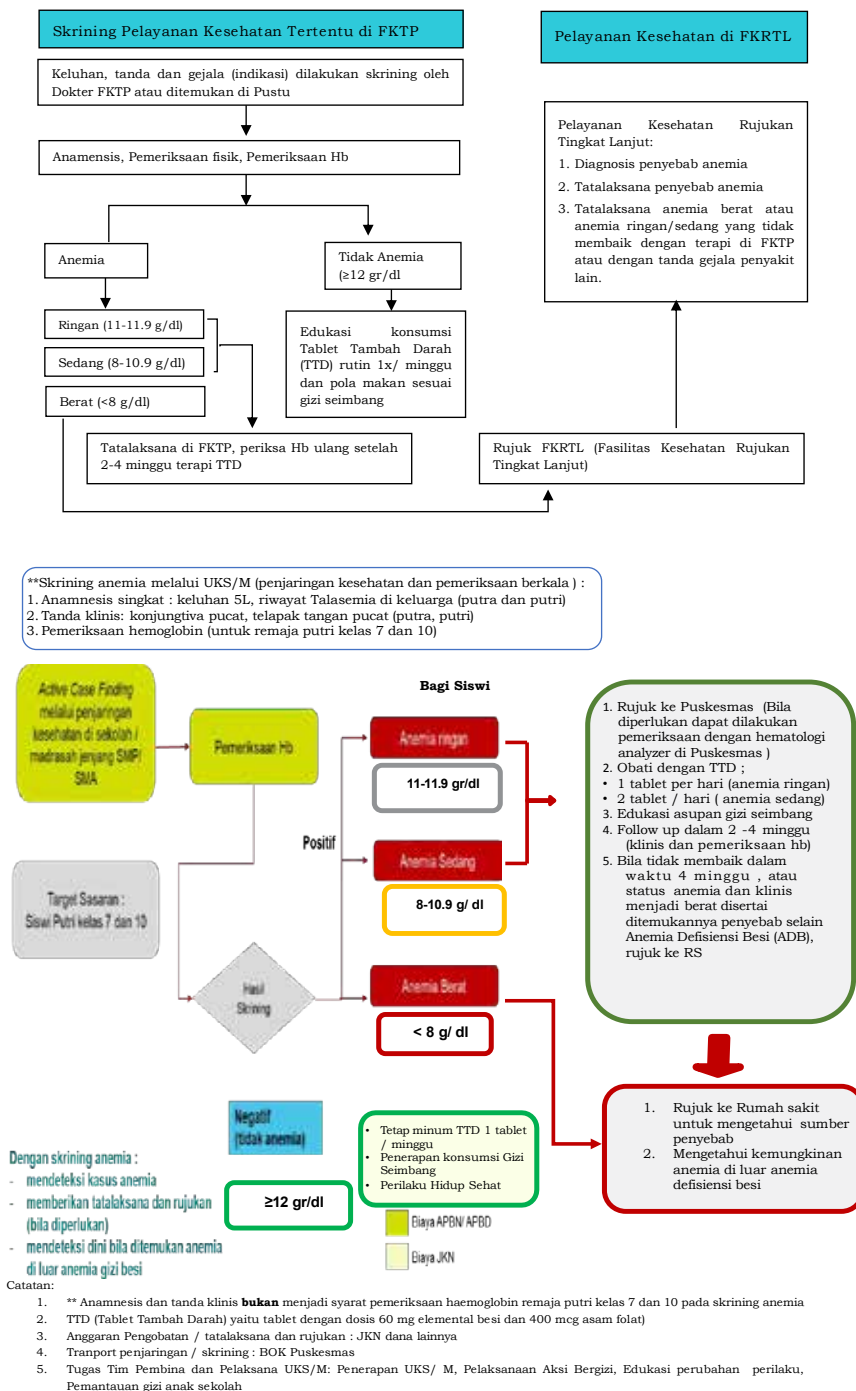 Skrining Pelayanan Kesehatan Tertentu di FKTP
Pelayanan Kesehatan di FKRTL
Keluhan, tanda dan gejala (indikasi) dilakukan skrining oleh
Dokter FKTP atau ditemukan di Pustu
Anamensis, Pemeriksaan fisik, Pemeriksaan Hb
Anemia
Tidak Anemia
(≥12 gr/dl
Ringan (11-11.9 g/dl)
Sedang (8-10.9 g/dl)
Berat (<8 g/dl)
Edukasi konsumsi
Tablet Tambah Darah
(TTD) rutin 1x/ minggu
dan pola makan sesuai
gizi seimbang
Tatalaksana di FKTP, periksa Hb ulang setelah
2-4 minggu terapi TTD
Pelayanan Kesehatan Rujukan
Tingkat Lanjut:
1. Diagnosis penyebab anemia
2. Tatalaksana penyebab anemia
3. Tatalaksana anemia berat atau
anemia ringan/sedang yang tidak
membaik dengan terapi di FKTP
atau dengan tanda gejala penyakit
lain.
Rujuk FKRTL (Fasilitas Kesehatan Rujukan
Tingkat Lanjut)
**Skrining anemia melalui UKS/M (penjaringan kesehatan dan pemeriksaan berkala ) :
1. Anamnesis singkat : keluhan 5L, riwayat Talasemia di keluarga (putra dan putri)
2. Tanda klinis: konjungtiva pucat, telapak tangan pucat (putra, putri)
3. Pemeriksaan hemoglobin (untuk remaja putri kelas 7 dan 10)
Active Case Finding
melalui penjaringan
kesehatan di sekolah /
madrasah jenjang SMP/
SMA
Pemeriksaan Hb
Target Sasaran :
Siswi Putri kelas 7 dan 10
Hasil
Skrining
Positif
Bagi Siswi
Anemia ringan
11-11.9 gr/dl
Anemia Sedang
8-10.9 g/ dl
Anemia Berat
< 8 g/ dl
1. Rujuk ke Puskesmas (Bila
diperlukan dapat dilakukan
pemeriksaan dengan hematologi
analyzer di Puskesmas )
2. Obati dengan TTD ;
• 1 tablet per hari (anemia ringan)
• 2 tablet / hari ( anemia sedang)
3. Edukasi asupan gizi seimbang
4. Follow up dalam 2 -4 minggu
(klinis dan pemeriksaan hb)
5. Bila tidak membaik dalam
waktu 4 minggu , atau
status anemia dan klinis
menjadi berat disertai
ditemukannya penyebab selain
Anemia Defisiensi Besi (ADB),
rujuk ke RS
1. Rujuk ke Rumah sakit
untuk mengetahui sumber
penyebab
2. Mengetahui kemungkinan
anemia di luar anemia
defisiensi besi
Negatif
(tidak anemia)
≥12 gr/dl
• Tetap minum TTD 1 tablet
/ minggu
• Penerapan konsumsi Gizi
Seimbang
• Perilaku Hidup Sehat
Biaya APBN/ APBD
Biaya JKN
Dengan skrining anemia :
- mendeteksi kasus anemia
- memberikan tatalaksana dan rujukan
(bila diperlukan)
- mendeteksi dini bila ditemukan anemia
di luar anemia gizi besi
Catatan:
1. ** Anamnesis dan tanda klinis bukan menjadi syarat pemeriksaan haemoglobin remaja putri kelas 7 dan 10 pada skrining anemia
2. TTD (Tablet Tambah Darah) yaitu tablet dengan dosis 60 mg elemental besi dan 400 mcg asam folat)
3. Anggaran Pengobatan / tatalaksana dan rujukan : JKN dana lainnya
4. Tranport penjaringan / skrining : BOK Puskesmas
5. Tugas Tim Pembina dan Pelaksana UKS/M: Penerapan UKS/ M, Pelaksanaan Aksi Bergizi, Edukasi perubahan perilaku,
Pemantauan gizi anak sekolah